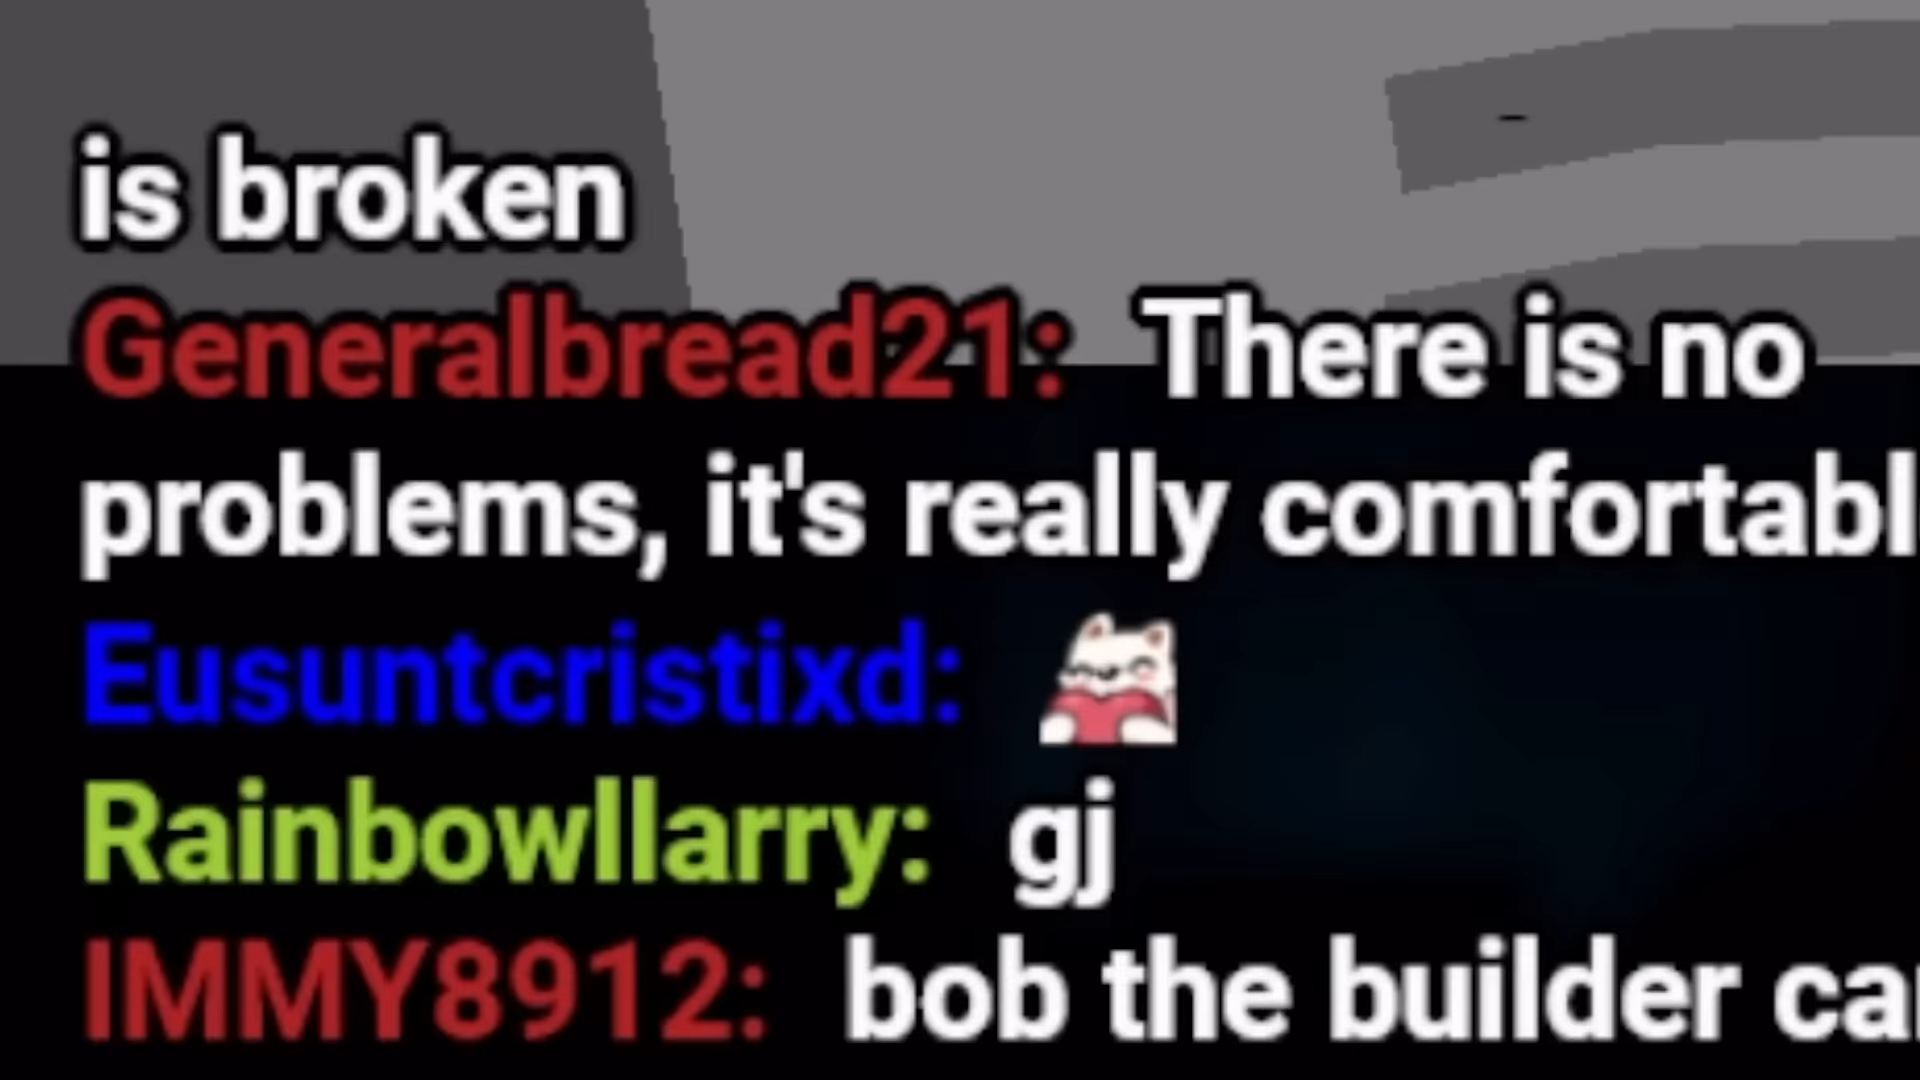 is broken
Generalbread21: There is no
problems, it's really comfortabl
Eusuntcristixd:
Rainbowllarry: gj
IMMY8912: bob the builder ca